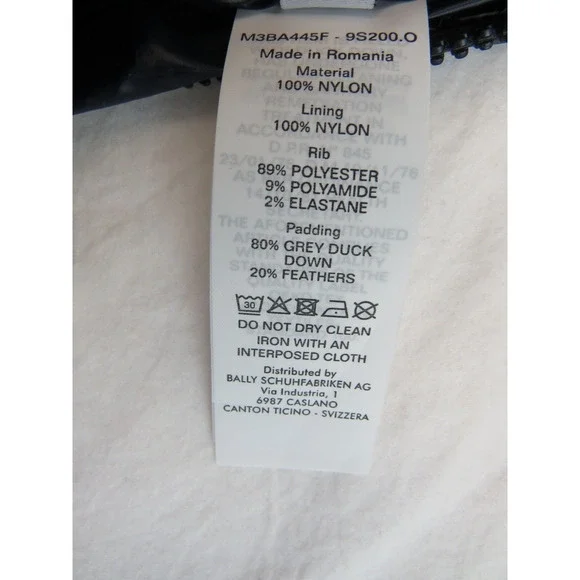 M3BA445F - 9S200.O
Made in Romania
Material
100% NYLON
Lining
100% NYLON
Rib
89% POLYESTER
9% POLYAMIDE
2% ELASTANE
Padding
80% GREY DUCK
DOWN
20% FEATHERS
30
DO NOT DRY CLEAN
IRON WITH AN
INTERPOSED CLOTH
Distributed by
BALLY SCHUHFABRIKEN AG
Via Industria, 1
6987 CASLANO
CANTON TICINO - SVIZZERA